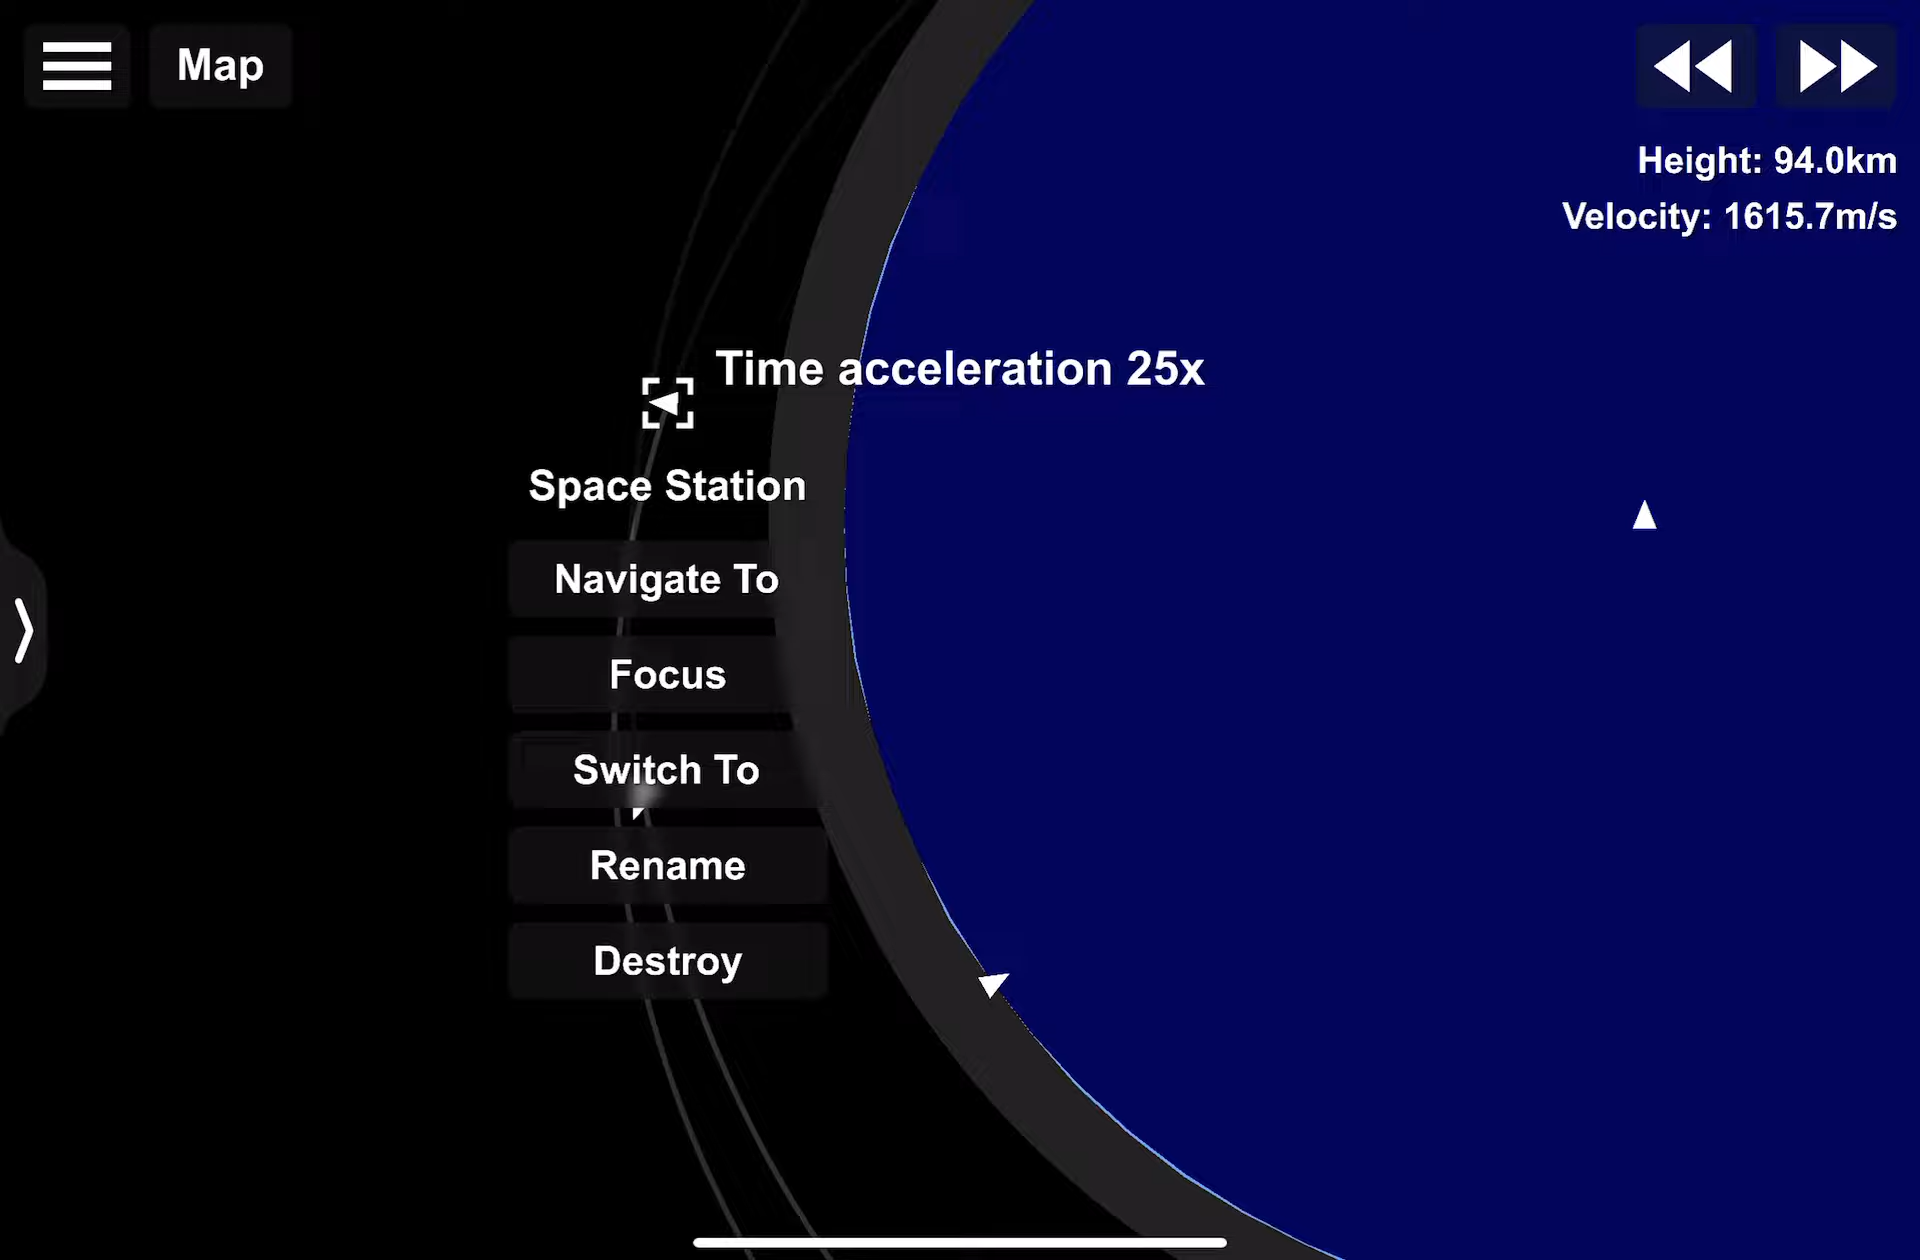 Map
Height: 94.0km
Velocity: 1615.7m/s
Time acceleration 25x
Space Station
Navigate To
Focus
Switch To
Rename
Destroy